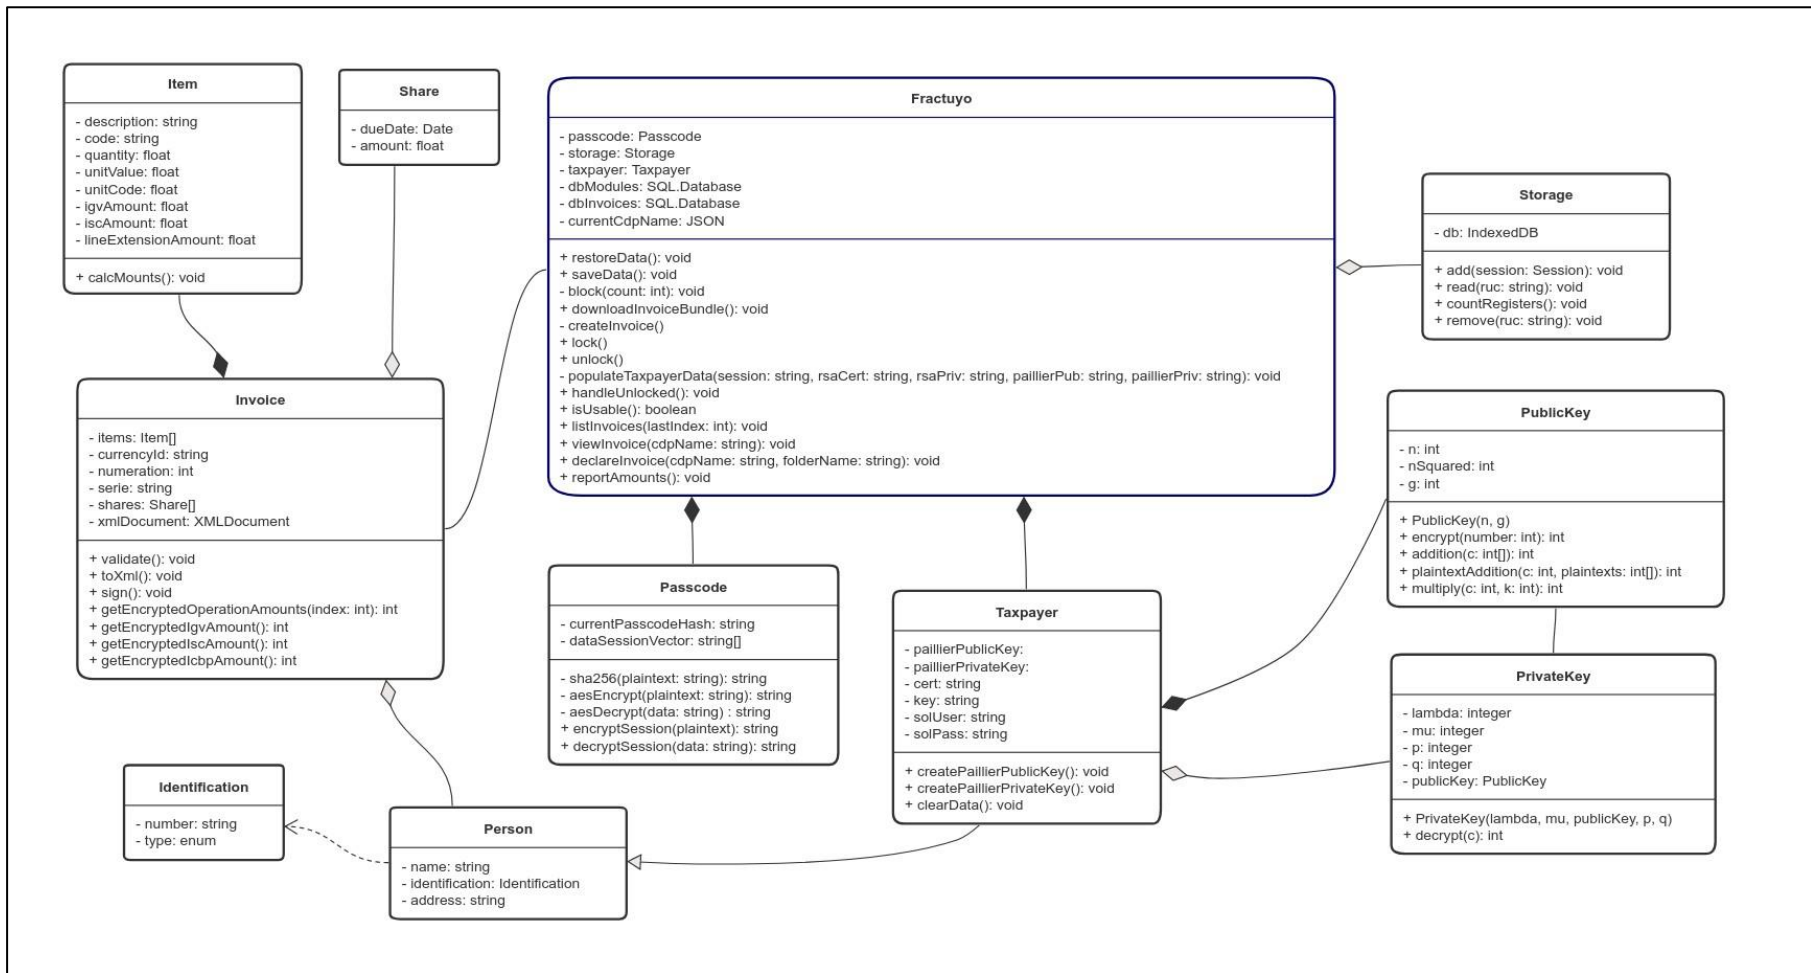 Item
- description: string
- code: string
- quantity: float
- unitValue: float
- unitCode: float
- igvAmount: float
- iscAmount: float
- lineExtensionAmount: float
+ calcMounts(): void
Share
- dueDate: Date
- amount: float
Fractuyo
- passcode: Passcode
- storage: Storage
- taxpayer: Taxpayer
- dbModules: SQL.Database
- dbInvoices: SQL.Database
- currentCdpName: JSON
+ restoreData(): void
+ saveData(): void
- block(count: int): void
+ downloadInvoiceBundle(): void
- createInvoice()
+ lock()
+ unlock()
- populateTaxpayerData(session: string, rsaCert: string, rsaPriv: string, paillierPub: string, paillierPriv: string): void
+ handleUnlocked(): void
+ isUsable(): boolean
+ listInvoices(lastIndex: int): void
+ viewInvoice(cdpName: string): void
+ declareInvoice(cdpName: string, folderName: string): void
+ reportAmounts(): void
Storage
- db: IndexedDB
+ add(session: Session): void
+ read(ruc: string): void
+ countRegisters(): void
+ remove(ruc: string): void
Invoice
- items: Item[]
- currencyId: string
- numeration: int
- serie: string
- shares: Share[]
- xmlDocument: XMLDocument
+ validate(): void
+ toXml(): void
+ sign(): void
+ getEncryptedOperationAmounts(index: int): int
+ getEncryptedIgvAmount(): int
+ getEncryptedIscAmount(): int
+ getEncryptedIcbpAmount(): int
PublicKey
- n: int
- nSquared: int
- g: int
+ PublicKey(n, g)
+ encrypt(number: int): int
+ addition(c: int[]): int
+ plaintextAddition(c: int, plaintexts: int[]): int
+ multiply(c: int, k: int): int
Passcode
- currentPasscodeHash: string
- dataSessionVector: string[]
- sha256(plaintext: string): string
- aesEncrypt(plaintext: string): string
- aesDecrypt(data: string) : string
+ encryptSession(plaintext): string
+ decryptSession(data: string): string
Taxpayer
- paillierPublicKey:
- paillierPrivateKey:
- cert: string
- key: string
- solUser: string
- solPass: string
+ createPaillierPublicKey(): void
+ createPaillierPrivateKey(): void
+ clearData(): void
PrivateKey
- lambda: integer
- mu: integer
- p: integer
- q: integer
- publicKey: PublicKey
+ PrivateKey(lambda, mu, publicKey, p, q)
+ decrypt(c): int
Identification
- number: string
- type: enum
Person
- name: string
- identification: Identification
- address: string